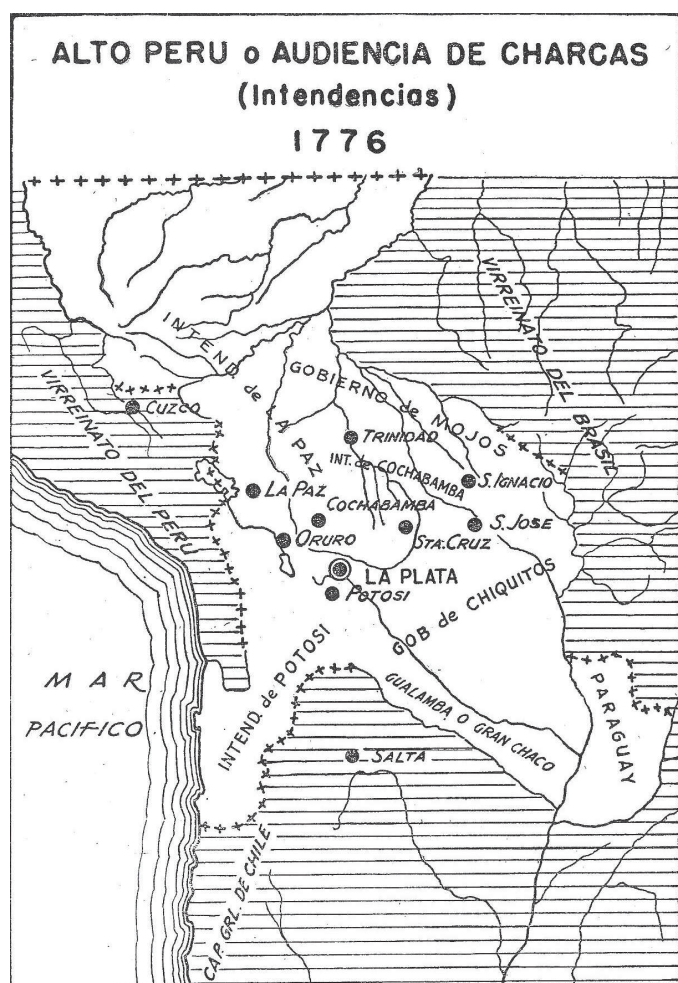 ALTO PERU o AUDIENCIA DE CHARCAS
(Intendencias)
1776
INTEND. de LA PAZ
GOBIERNO de MOJOS
VIRREINATO DEL BRASIL
VIRREINATO DEL PERU
CUZCO
TRINIDAD
INT. de COCHABAMBA
S. IGNACIO
LA PAZ
COCHABAMBA
S. JOSE
ORURO
STA. CRUZ
LA PLATA
POTOSI
GOB de CHIQUITOS
MAR
PACIFICO
INTEND. de POTOSI
GUALAMBA O GRAN CHACO
PARAGUAY
SALTA
CAP. GRL. DE CHILE